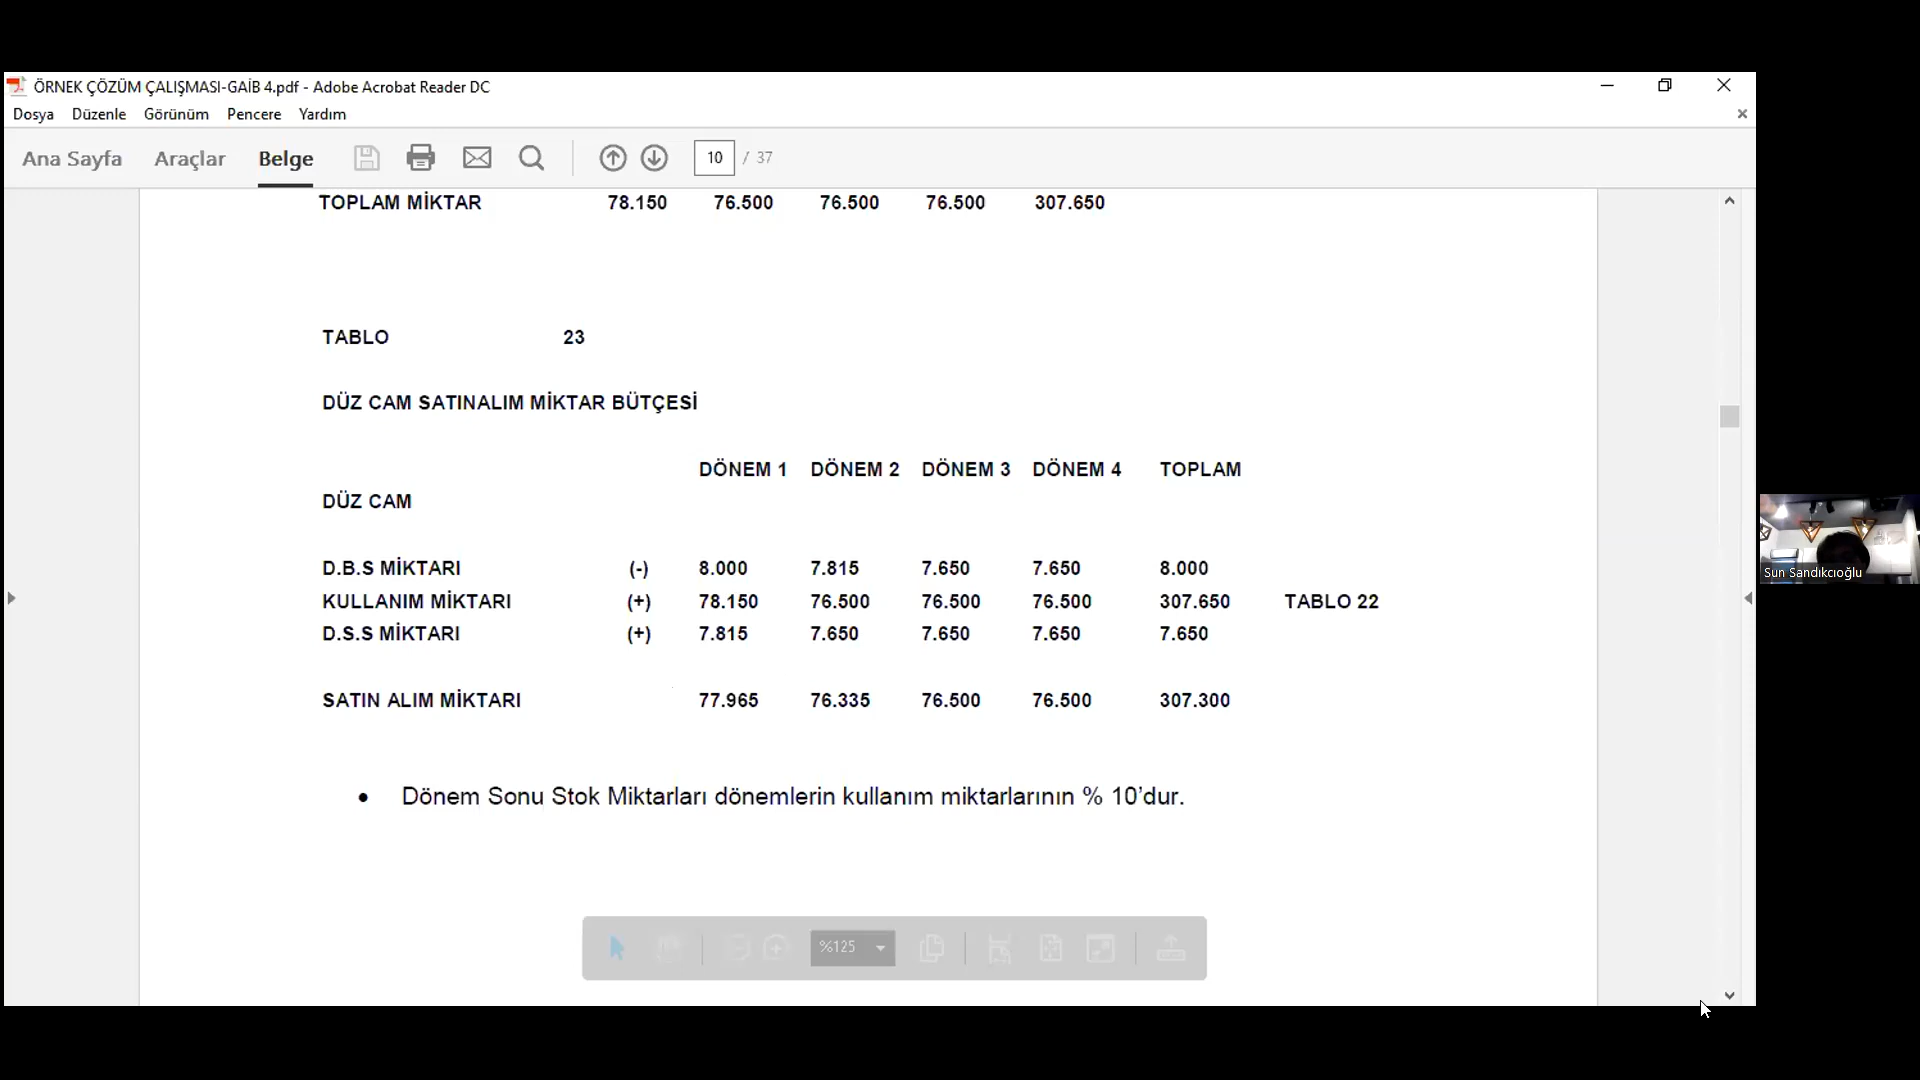 ÖRNEK ÇÖZÜM ÇALIŞMASI-GAİB 4.pdf - Adobe Acrobat Reader DC
Dosya Düzenle Görünüm Pencere Yardım
Ana Sayfa Araçlar Belge 10 / 37
TOPLAM MİKTAR 78.150 76.500 76.500 76.500 307.650
TABLO 23
DÜZ CAM SATINALIM MİKTAR BÜTÇESİ
DÖNEM 1 DÖNEM 2 DÖNEM 3 DÖNEM 4 TOPLAM
DÜZ CAM
D.B.S MİKTARI (-) 8.000 7.815 7.650 7.650 8.000
KULLANIM MİKTARI (+) 78.150 76.500 76.500 76.500 307.650 TABLO 22
D.S.S MİKTARI (+) 7.815 7.650 7.650 7.650 7.650
SATIN ALIM MİKTARI 77.965 76.335 76.500 76.500 307.300
• Dönem Sonu Stok Miktarları dönemlerin kullanım miktarlarının % 10’dur.
%125
Sun Sandıkcıoğlu